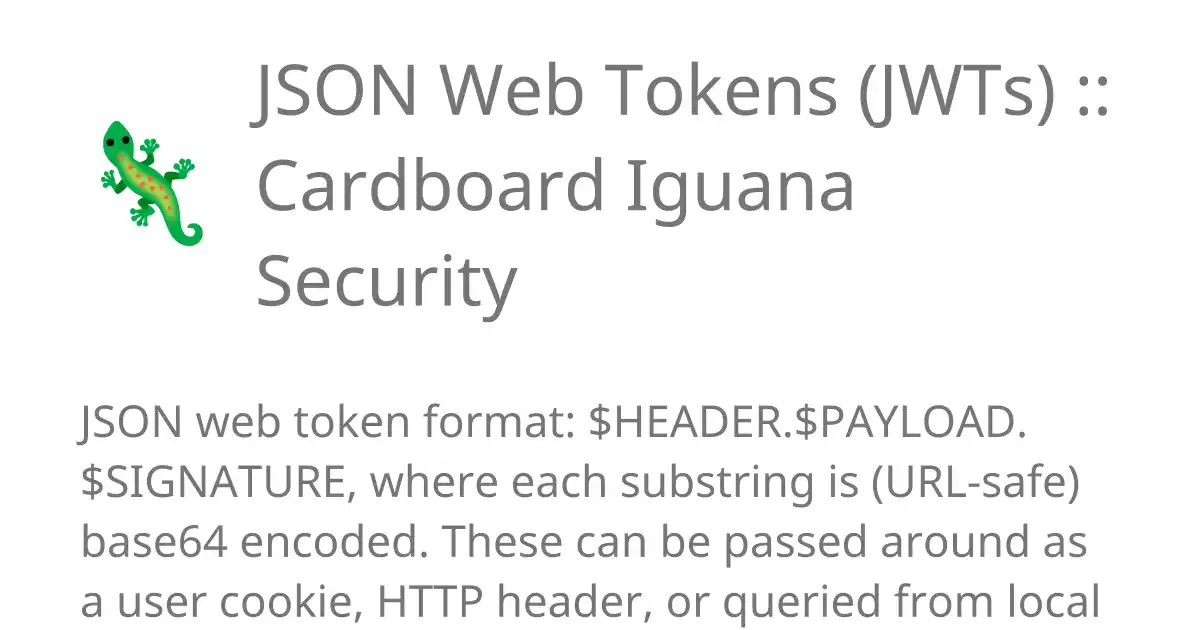 JSON Web Tokens (JWTs) ::
Cardboard Iguana
Security
JSON web token format: $HEADER.$PAYLOAD.
$SIGNATURE, where each substring is (URL-safe)
base64 encoded. These can be passed around as
a user cookie, HTTP header, or queried from local